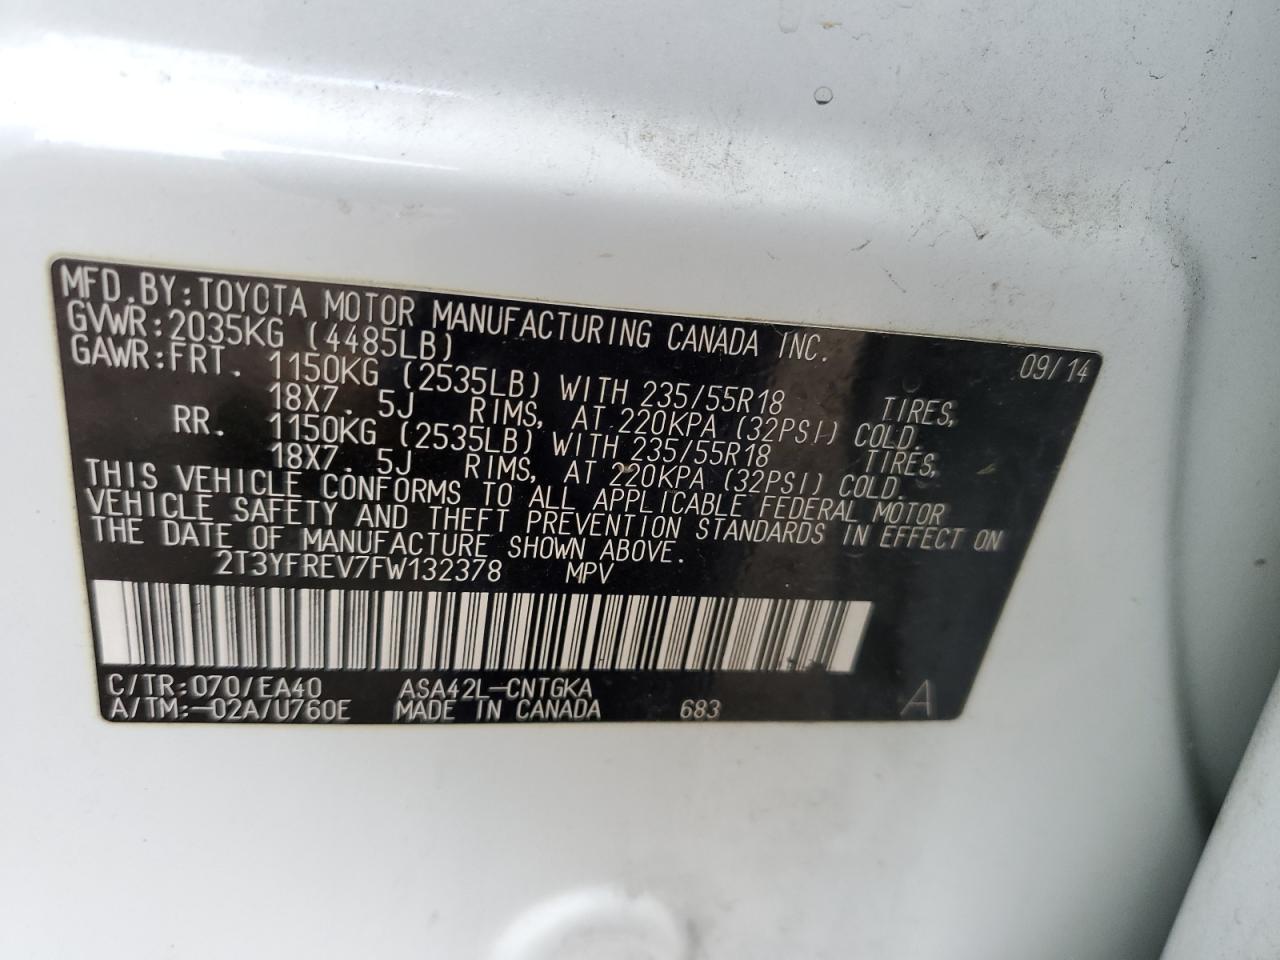 MFD.BY:TOYOTA MOTOR MANUFACTURING CANADA INC. 09/14
GVWR:2035KG (4485LB)
GAWR:FRT. 1150KG (2535LB) WITH 235/55R18 TIRES,
18X7. 5J RIMS, AT 220KPA (32PSI) COLD.
RR. 1150KG (2535LB) WITH 235/55R18 TIRES,
18X7. 5J RIMS, AT 220KPA (32PSI) COLD.
THIS VEHICLE CONFORMS TO ALL APPLICABLE FEDERAL MOTOR
VEHICLE SAFETY AND THEFT PREVENTION STANDARDS IN EFFECT ON
THE DATE OF MANUFACTURE SHOWN ABOVE.
2T3YFREV7FW132378 MPV
C/TR:070/EA40 ASA42L-CNTGKA
A/TM:-02A/U760E MADE IN CANADA 683 A